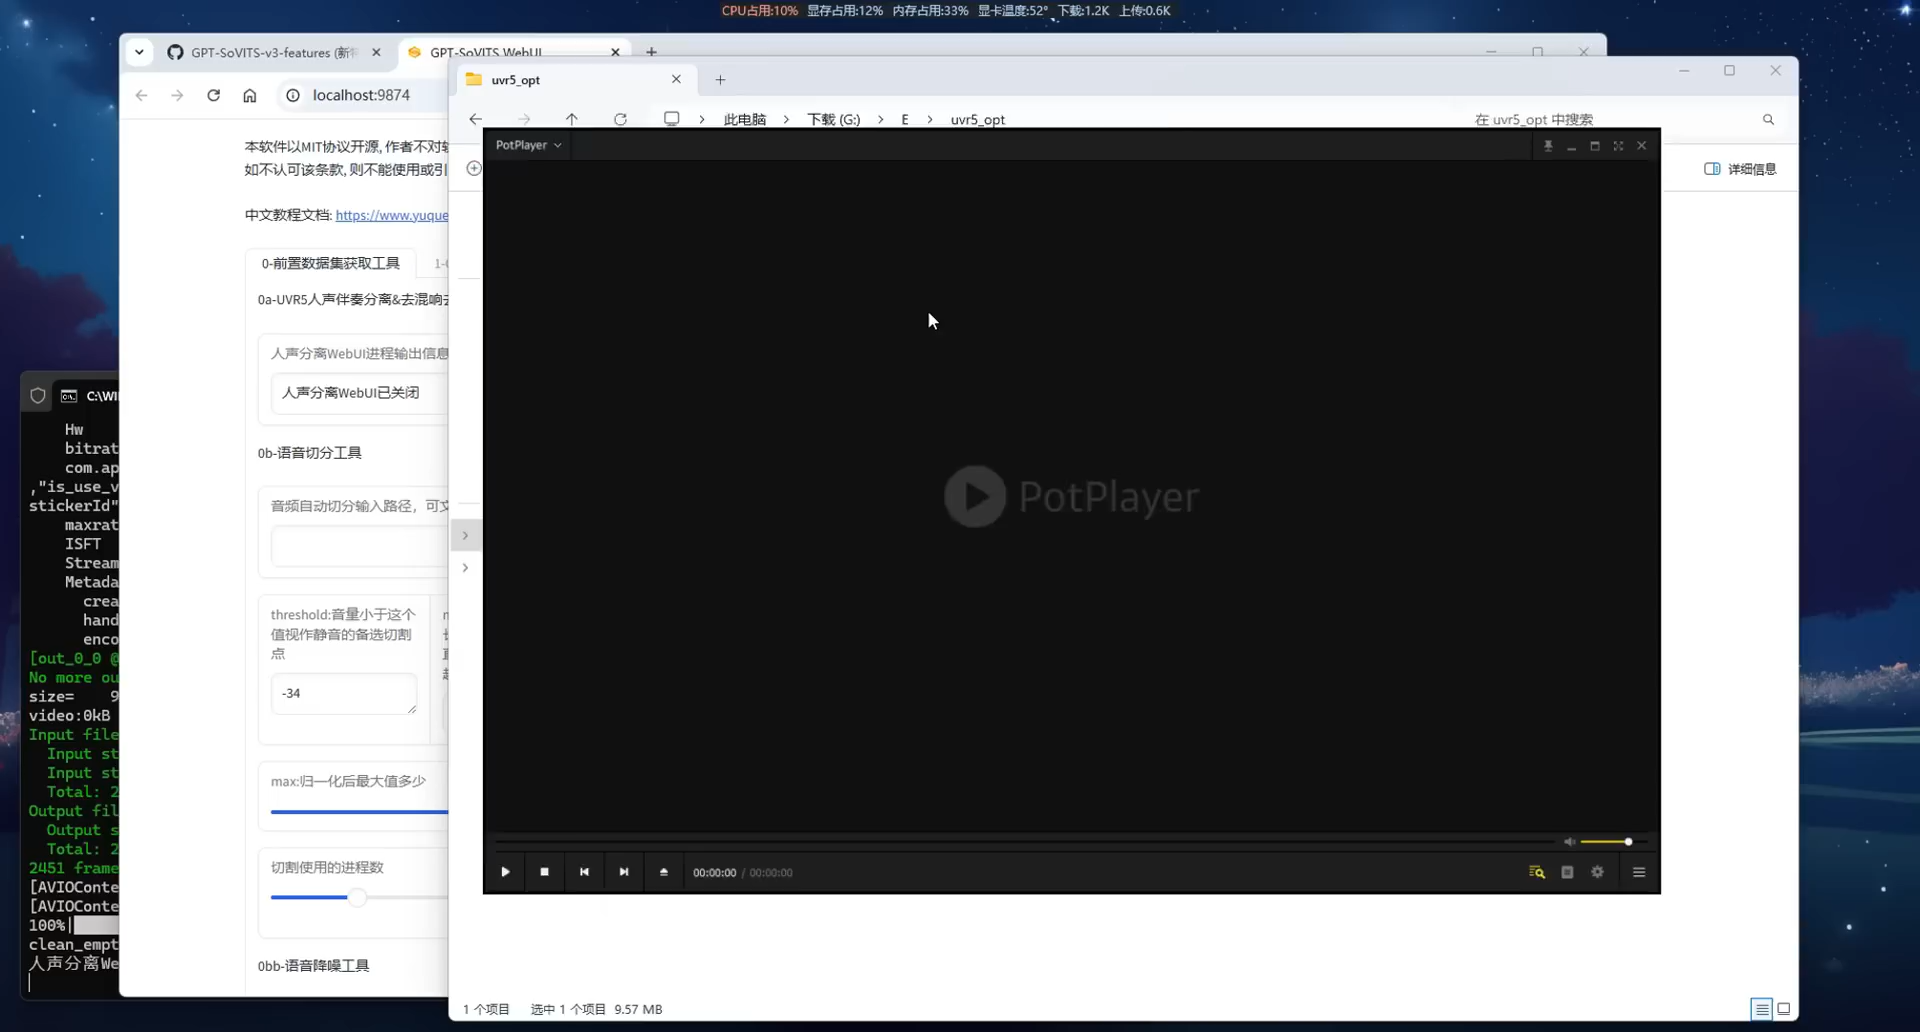 CPU占用:10% 显存占用:12% 内存占用:33% 显卡温度:52° 下载:1.2K 上传:0.6K
GPT-SoVITS-v3-features (新特
GPT-SoVITS WebUI
localhost:9874
uvr5_opt
此电脑 > 下载 (G:) > E > uvr5_opt
在 uvr5_opt 中搜索
详细信息
本软件以MIT协议开源, 作者不对软
如不认可该条款, 则不能使用或引
中文教程文档: https://www.yuque
0-前置数据集获取工具
0a-UVR5人声伴奏分离&去混响去
人声分离WebUI进程输出信息
人声分离WebUI已关闭
0b-语音切分工具
音频自动切分输入路径，可文
threshold:音量小于这个
值视作静音的备选切割
点
-34
max:归一化后最大值多少
切割使用的进程数
0bb-语音降噪工具
C:\WI
Hw
bitrat
com.ap
,"is_use_v
stickerId"
maxrat
ISFT
Stream
Metada
crea
hand
enco
[out_0_0 @
No more ou
size= 9
video:0kB
Input file
Input st
Input st
Total: 2
Output fil
Output s
Total: 2
2451 frame
[AVIOConte
[AVIOConte
100%|
clean_empt
人声分离We
PotPlayer
PotPlayer
00:00:00 / 00:00:00
1 个项目 选中 1 个项目 9.57 MB